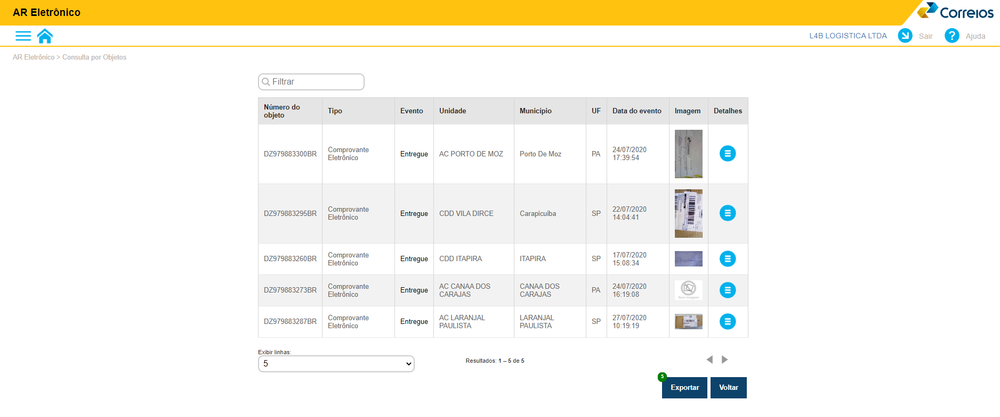 AR Eletrônico
Correios
L4B LOGISTICA LTDA
Sair
Ajuda
AR Eletrônico > Consulta por Objetos
Filtrar
Número do objeto Tipo Evento Unidade Município UF Data do evento Imagem Detalhes
DZ979883300BR Comprovante Eletrônico Entregue AC PORTO DE MOZ Porto De Moz PA 24/07/2020 17:39:54
DZ979883295BR Comprovante Eletrônico Entregue CDD VILA DIRCE Carapicuiba SP 22/07/2020 14:04:41
DZ979883260BR Comprovante Eletrônico Entregue CDD ITAPIRA ITAPIRA SP 17/07/2020 15:08:34
DZ979883273BR Comprovante Eletrônico Entregue AC CANAA DOS CARAJAS CANAA DOS CARAJAS PA 24/07/2020 16:19:08 Sem Imagem
DZ979883287BR Comprovante Eletrônico Entregue AC LARANJAL PAULISTA LARANJAL PAULISTA SP 27/07/2020 10:19:19
Exibir linhas:
5
Resultados: 1 – 5 de 5
5
Exportar
Voltar